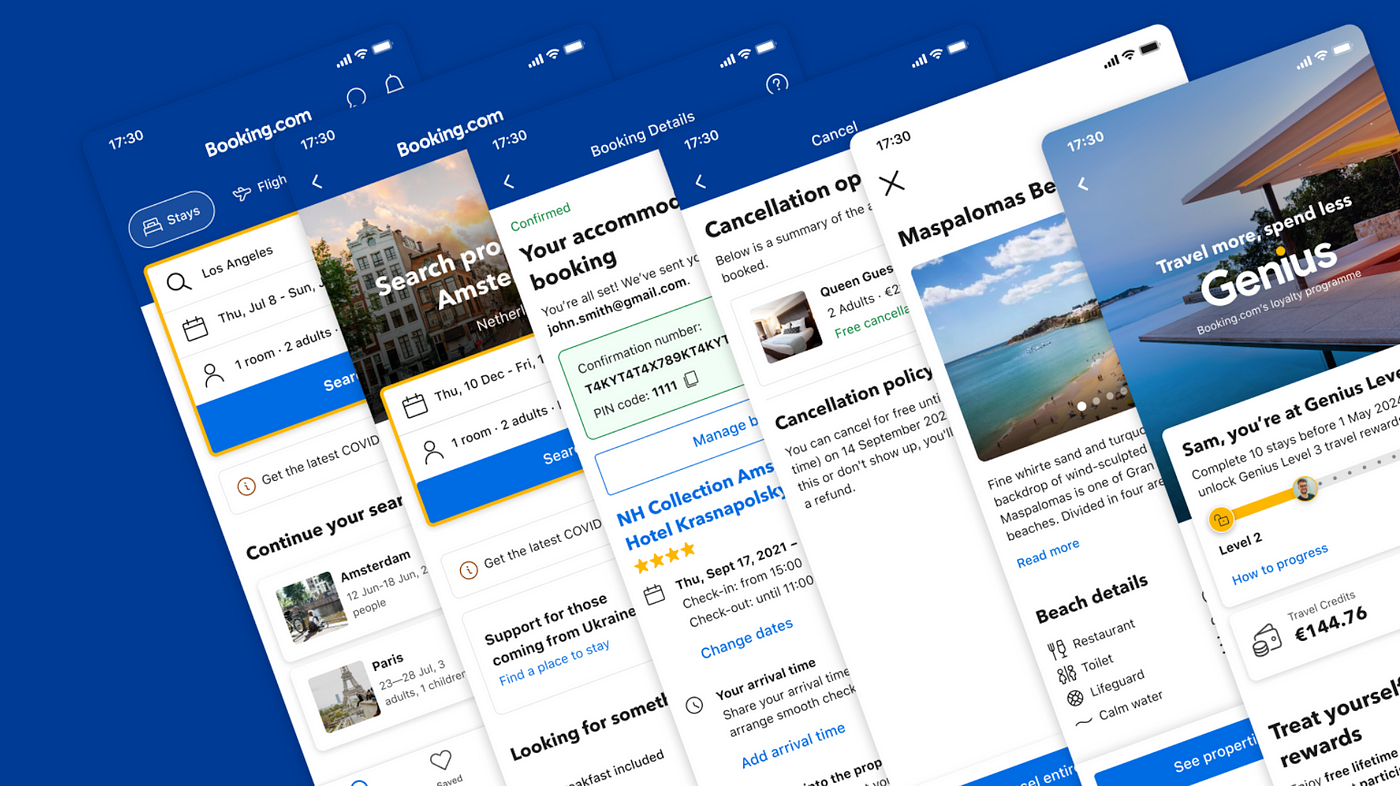 17:30
Booking.com
Stays
Los Angeles
Thu, Jul 8 - Sun,
1 room · 2 adults ·
Get the latest COVID
Continue your sear
Amsterdam
12 Jun-18 Jun, 2
people
Paris
23—28 Jul, 3
adults, 1 children
Saved
17:30
Booking.com
Search pro
Amste
Netherl
Thu, 10 Dec - Fri, 1
1 room · 2 adults ·
Get the latest COVID
Support for those
coming from Ukraine
Find a place to stay
Looking for someth
eakfast included
17:30
Booking Details
Confirmed
Your accommod
booking
You're all set! We've sent yo
john.smith@gmail.com.
Confirmation number:
T4KYT4T4X789KT4KYT
PIN code: 1111
Manage b
NH Collection Ams
Hotel Krasnapolsky
Thu, Sept 17, 2021 –
Check-in: from 15:00
Check-out: until 11:00
Change dates
Your arrival time
Share your arrival time
arrange smooth check
Add arrival time
into the prop
17:30
Cancel
Cancellation op
Below is a summary of the a
booked.
Queen Gues
2 Adults · €2
Free cancella
Cancellation policy
You can cancel for free unti
time) on 14 September 202
this or don't show up, you'll
a refund.
cel entir
17:30
Maspalomas Be
Fine whirte sand and turquo
backdrop of wind-sculpted
Maspalomas is one of Gran
beaches. Divided in four are
Read more
Beach details
Restaurant
Toilet
Lifeguard
Calm water
See properti
17:30
Travel more, spend less
Genius
Booking.com's loyalty programme
Sam, you're at Genius Leve
Complete 10 stays before 1 May 2024
unlock Genius Level 3 travel rewards
Level 2
How to progress
Travel Credits
€144.76
Treat yourself
rewards
Enjoy free lifetime